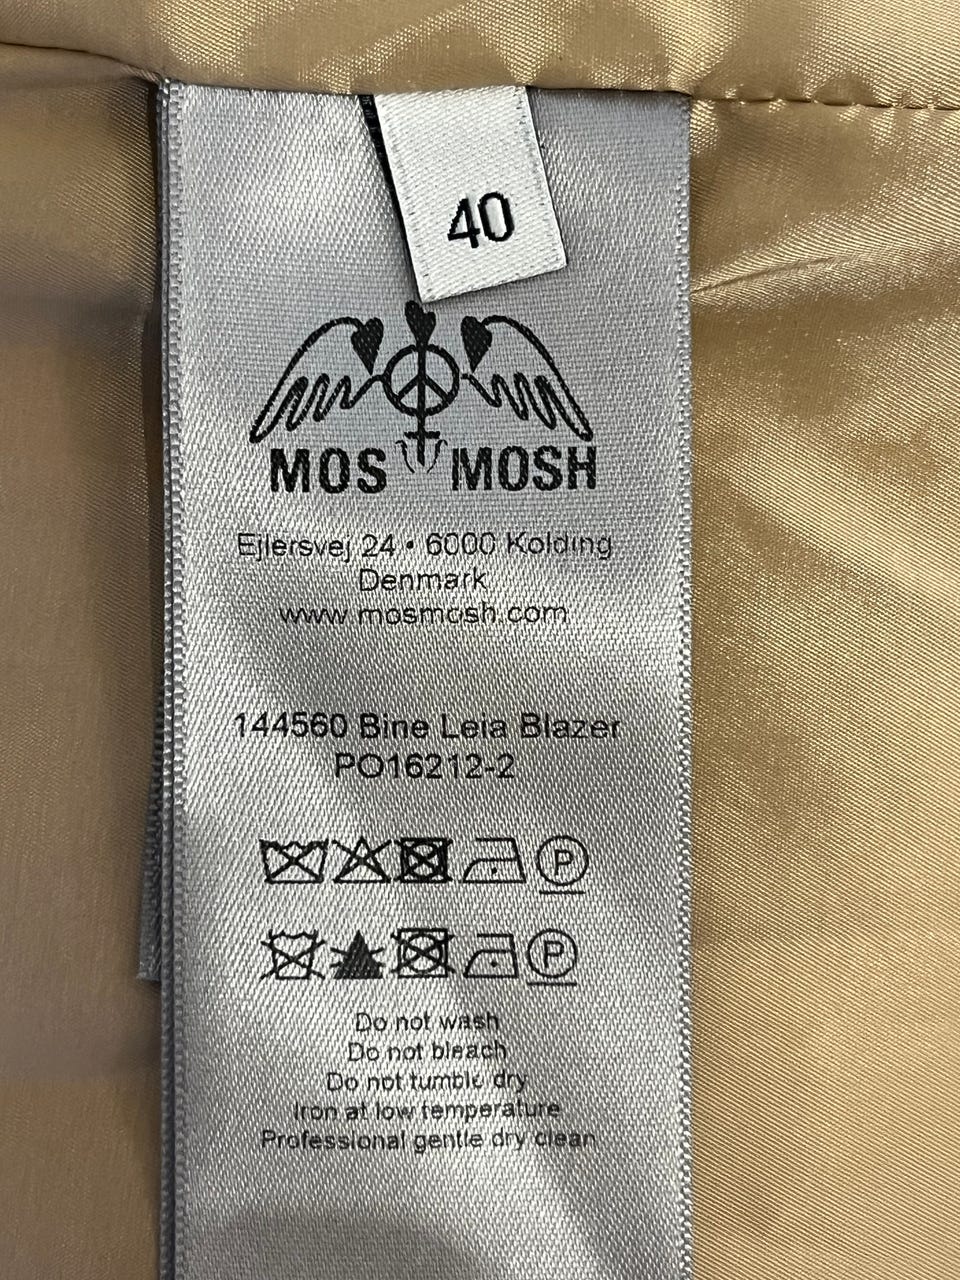 40
MOS MOSH
Ejlersvej 24 • 6000 Kolding
Denmark
www.mosmosh.com
144560 Bine Leia Blazer
PO16212-2
P
P
Do not wash
Do not bleach
Do not tumble dry
Iron at low temperature
Professional gentle dry clean